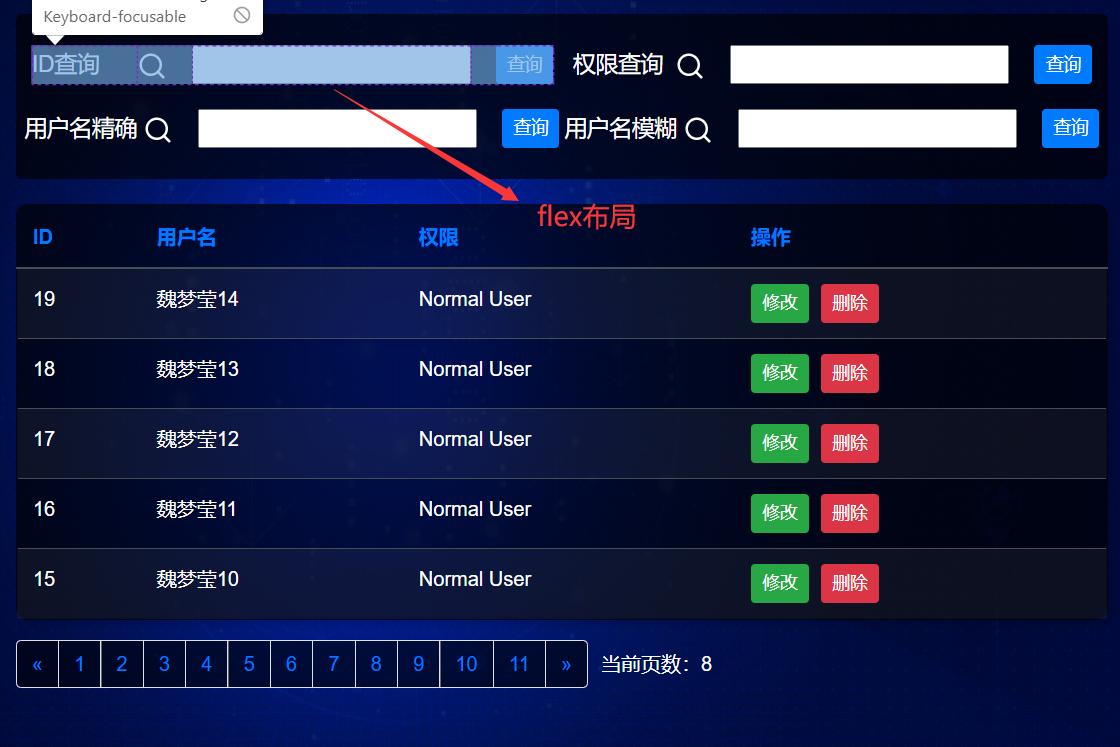 Keyboard-focusable
ID查询 查询 权限查询 查询
用户名精确 查询 用户名模糊 查询
flex布局
ID 用户名 权限 操作
19 魏梦莹14 Normal User 修改 删除
18 魏梦莹13 Normal User 修改 删除
17 魏梦莹12 Normal User 修改 删除
16 魏梦莹11 Normal User 修改 删除
15 魏梦莹10 Normal User 修改 删除
« 1 2 3 4 5 6 7 8 9 10 11 » 当前页数：8